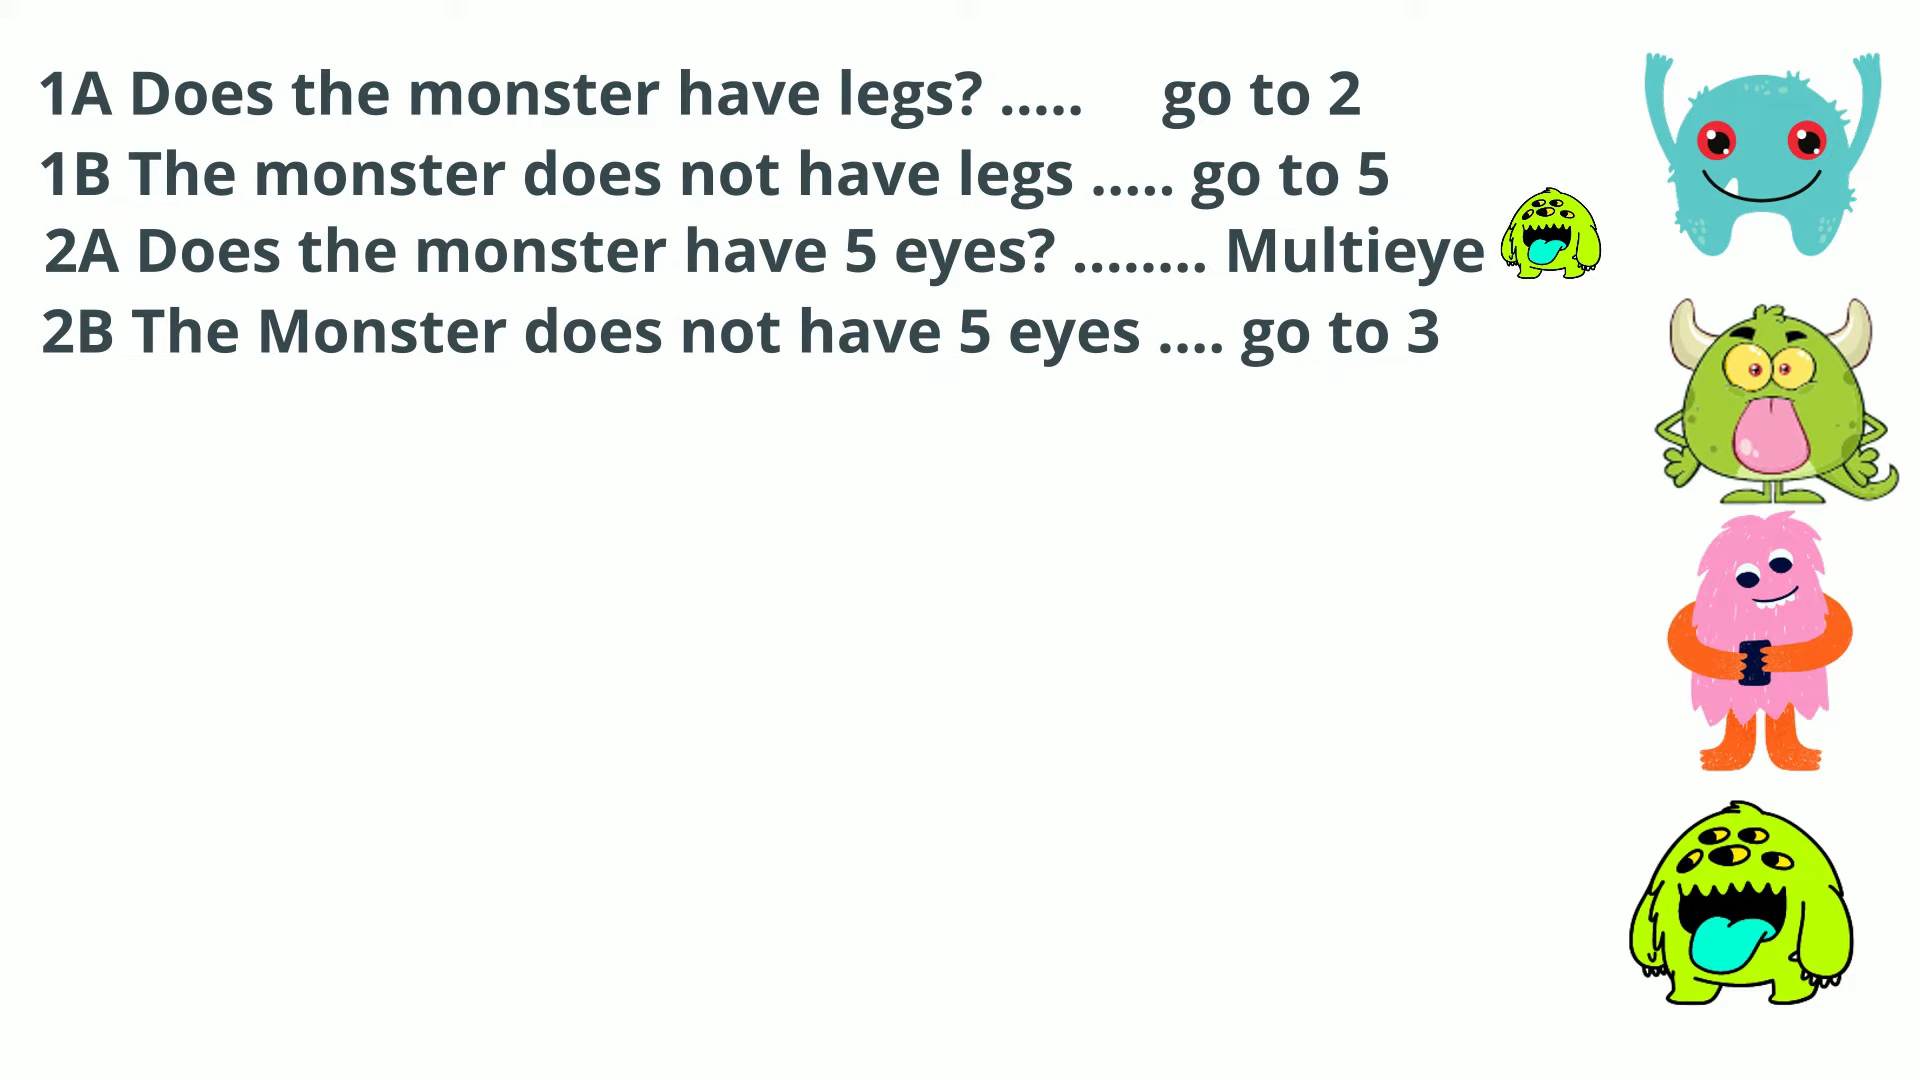 1A Does the monster have legs? ..... go to 2
1B The monster does not have legs ..... go to 5
2A Does the monster have 5 eyes? ........ Multieye
2B The Monster does not have 5 eyes .... go to 3